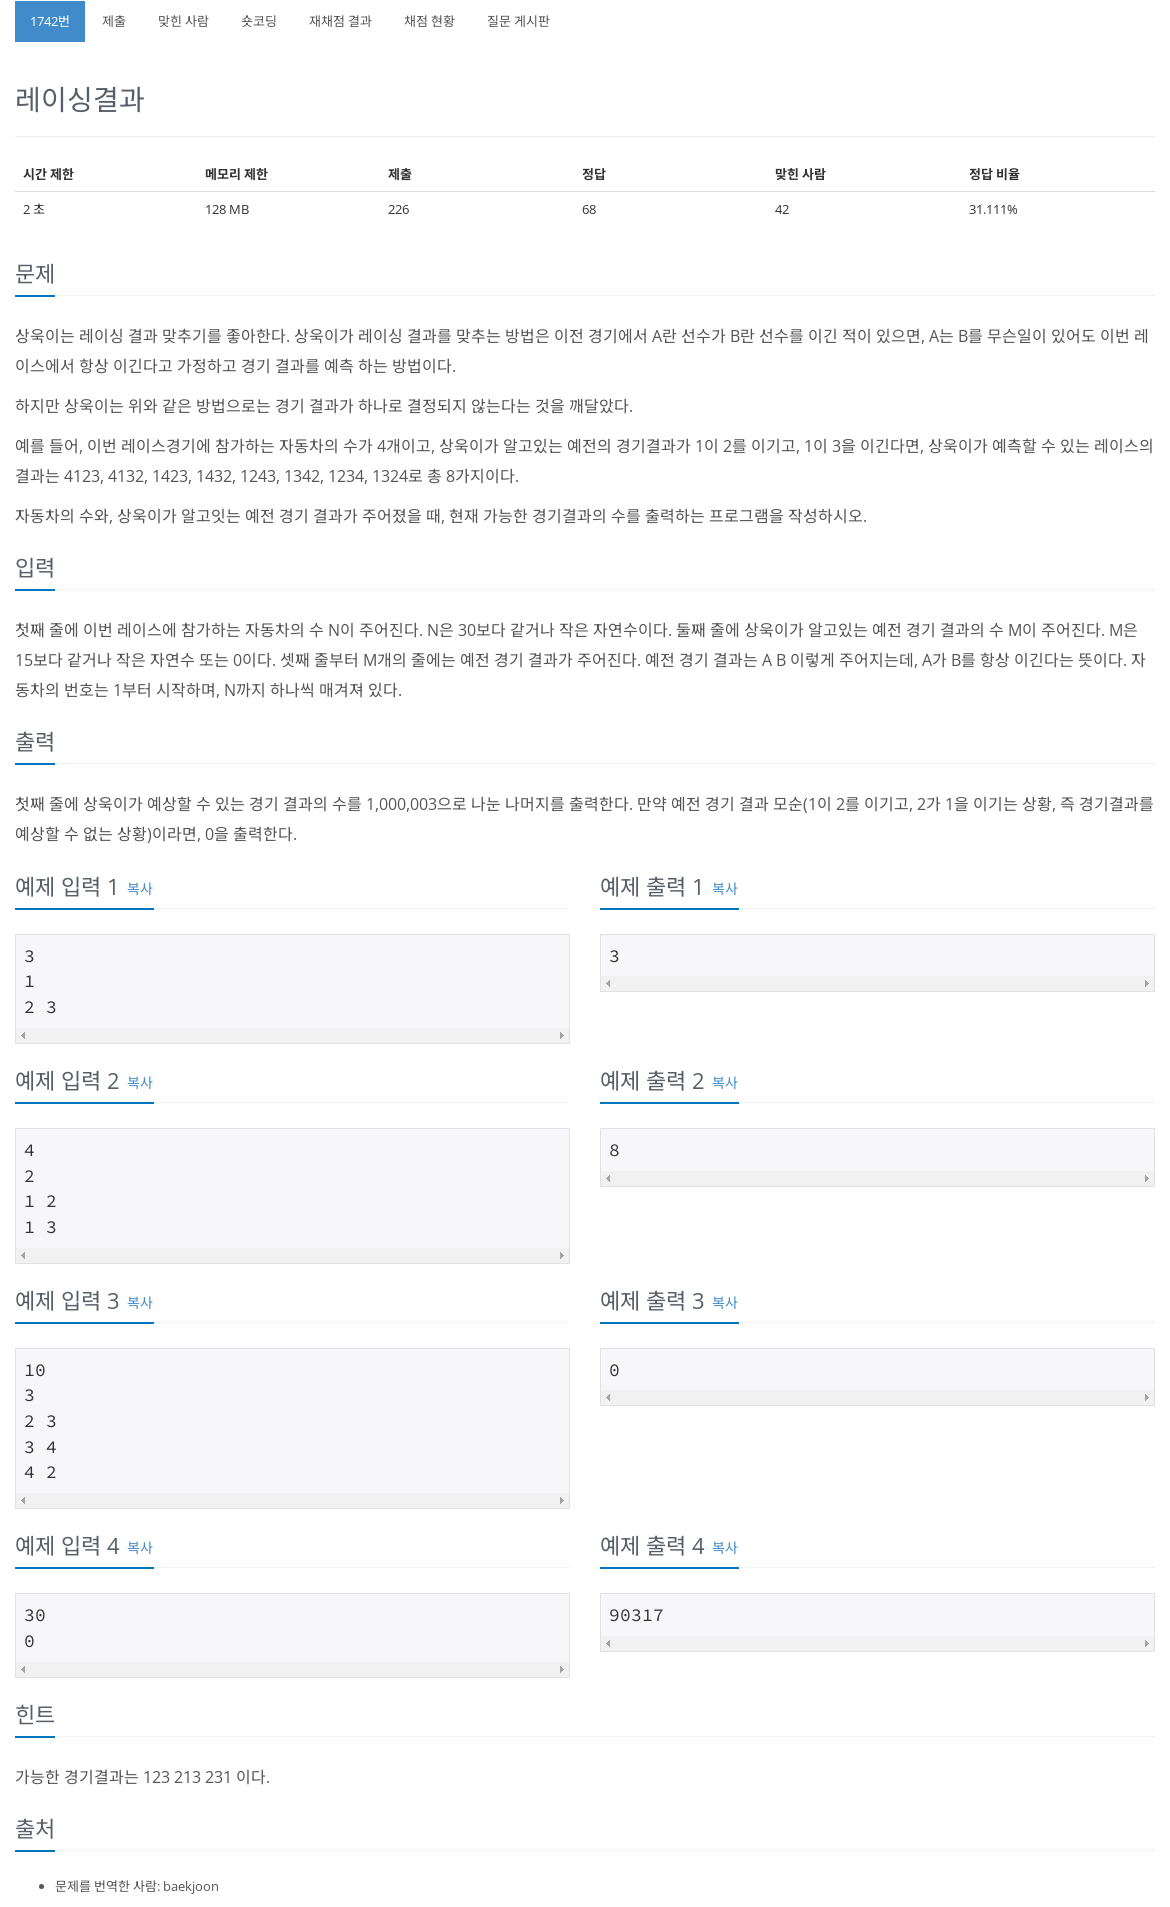 1742번 제출 맞힌 사람 숏코딩 재채점 결과 채점 현황 질문 게시판
레이싱결과
시간 제한 메모리 제한 제출 정답 맞힌 사람 정답 비율
2 초 128 MB 226 68 42 31.111%
문제
상욱이는 레이싱 결과 맞추기를 좋아한다. 상욱이가 레이싱 결과를 맞추는 방법은 이전 경기에서 A란 선수가 B란 선수를 이긴 적이 있으면, A는 B를 무슨일이 있어도 이번 레
이스에서 항상 이긴다고 가정하고 경기 결과를 예측 하는 방법이다.
하지만 상욱이는 위와 같은 방법으로는 경기 결과가 하나로 결정되지 않는다는 것을 깨달았다.
예를 들어, 이번 레이스경기에 참가하는 자동차의 수가 4개이고, 상욱이가 알고있는 예전의 경기결과가 1이 2를 이기고, 1이 3을 이긴다면, 상욱이가 예측할 수 있는 레이스의
결과는 4123, 4132, 1423, 1432, 1243, 1342, 1234, 1324로 총 8가지이다.
자동차의 수와, 상욱이가 알고잇는 예전 경기 결과가 주어졌을 때, 현재 가능한 경기결과의 수를 출력하는 프로그램을 작성하시오.
입력
첫째 줄에 이번 레이스에 참가하는 자동차의 수 N이 주어진다. N은 30보다 같거나 작은 자연수이다. 둘째 줄에 상욱이가 알고있는 예전 경기 결과의 수 M이 주어진다. M은
15보다 같거나 작은 자연수 또는 0이다. 셋째 줄부터 M개의 줄에는 예전 경기 결과가 주어진다. 예전 경기 결과는 A B 이렇게 주어지는데, A가 B를 항상 이긴다는 뜻이다. 자
동차의 번호는 1부터 시작하며, N까지 하나씩 매겨져 있다.
출력
첫째 줄에 상욱이가 예상할 수 있는 경기 결과의 수를 1,000,003으로 나눈 나머지를 출력한다. 만약 예전 경기 결과 모순(1이 2를 이기고, 2가 1을 이기는 상황, 즉 경기결과를
예상할 수 없는 상황)이라면, 0을 출력한다.
예제 입력 1 복사
3
1
2 3
예제 출력 1 복사
3
예제 입력 2 복사
4
2
1 2
1 3
예제 출력 2 복사
8
예제 입력 3 복사
10
3
2 3
3 4
4 2
예제 출력 3 복사
0
예제 입력 4 복사
30
0
예제 출력 4 복사
90317
힌트
가능한 경기결과는 123 213 231 이다.
출처
문제를 번역한 사람: baekjoon